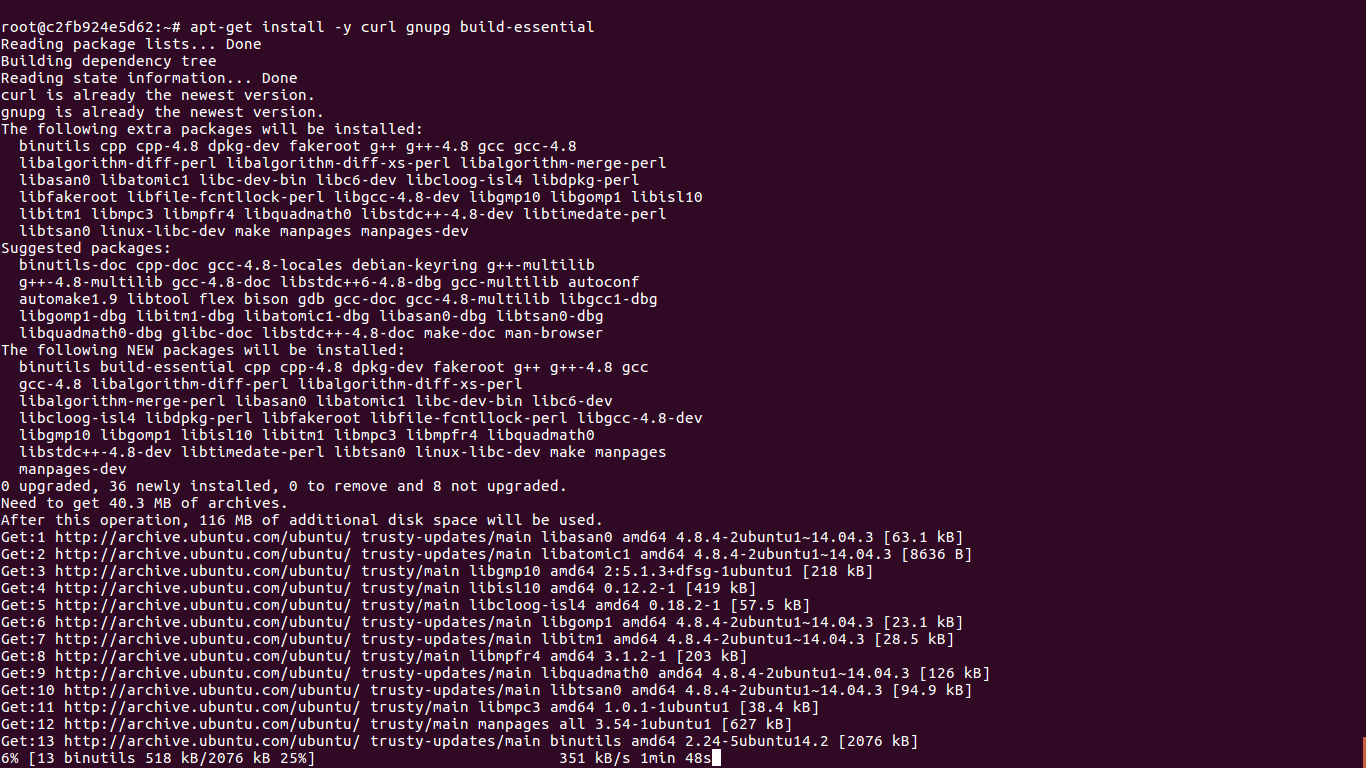 root@c2fb924e5d62:~# apt-get install -y curl gnupg build-essential
Reading package lists... Done
Building dependency tree
Reading state information... Done
curl is already the newest version.
gnupg is already the newest version.
The following extra packages will be installed:
  binutils cpp cpp-4.8 dpkg-dev fakeroot g++ g++-4.8 gcc gcc-4.8
  libalgorithm-diff-perl libalgorithm-diff-xs-perl libalgorithm-merge-perl
  libasan0 libatomic1 libc-dev-bin libc6-dev libcloog-isl4 libdpkg-perl
  libfakeroot libfile-fcntllock-perl libgcc-4.8-dev libgmp10 libgomp1 libisl10
  libitm1 libmpc3 libmpfr4 libquadmath0 libstdc++-4.8-dev libtimedate-perl
  libtsan0 linux-libc-dev make manpages manpages-dev
Suggested packages:
  binutils-doc cpp-doc gcc-4.8-locales debian-keyring g++-multilib
  g++-4.8-multilib gcc-4.8-doc libstdc++6-4.8-dbg gcc-multilib autoconf
  automake1.9 libtool flex bison gdb gcc-doc gcc-4.8-multilib libgcc1-dbg
  libgomp1-dbg libitm1-dbg libatomic1-dbg libasan0-dbg libtsan0-dbg
  libquadmath0-dbg glibc-doc libstdc++-4.8-doc make-doc man-browser
The following NEW packages will be installed:
  binutils build-essential cpp cpp-4.8 dpkg-dev fakeroot g++ g++-4.8 gcc
  gcc-4.8 libalgorithm-diff-perl libalgorithm-diff-xs-perl
  libalgorithm-merge-perl libasan0 libatomic1 libc-dev-bin libc6-dev
  libcloog-isl4 libdpkg-perl libfakeroot libfile-fcntllock-perl libgcc-4.8-dev
  libgmp10 libgomp1 libisl10 libitm1 libmpc3 libmpfr4 libquadmath0
  libstdc++-4.8-dev libtimedate-perl libtsan0 linux-libc-dev make manpages
  manpages-dev
0 upgraded, 36 newly installed, 0 to remove and 8 not upgraded.
Need to get 40.3 MB of archives.
After this operation, 116 MB of additional disk space will be used.
Get:1 http://archive.ubuntu.com/ubuntu/ trusty-updates/main libasan0 amd64 4.8.4-2ubuntu1~14.04.3 [63.1 kB]
Get:2 http://archive.ubuntu.com/ubuntu/ trusty-updates/main libatomic1 amd64 4.8.4-2ubuntu1~14.04.3 [8636 B]
Get:3 http://archive.ubuntu.com/ubuntu/ trusty/main libgmp10 amd64 2:5.1.3+dfsg-1ubuntu1 [218 kB]
Get:4 http://archive.ubuntu.com/ubuntu/ trusty/main libisl10 amd64 0.12.2-1 [419 kB]
Get:5 http://archive.ubuntu.com/ubuntu/ trusty/main libcloog-isl4 amd64 0.18.2-1 [57.5 kB]
Get:6 http://archive.ubuntu.com/ubuntu/ trusty-updates/main libgomp1 amd64 4.8.4-2ubuntu1~14.04.3 [23.1 kB]
Get:7 http://archive.ubuntu.com/ubuntu/ trusty-updates/main libitm1 amd64 4.8.4-2ubuntu1~14.04.3 [28.5 kB]
Get:8 http://archive.ubuntu.com/ubuntu/ trusty/main libmpfr4 amd64 3.1.2-1 [203 kB]
Get:9 http://archive.ubuntu.com/ubuntu/ trusty-updates/main libquadmath0 amd64 4.8.4-2ubuntu1~14.04.3 [126 kB]
Get:10 http://archive.ubuntu.com/ubuntu/ trusty-updates/main libtsan0 amd64 4.8.4-2ubuntu1~14.04.3 [94.9 kB]
Get:11 http://archive.ubuntu.com/ubuntu/ trusty/main libmpc3 amd64 1.0.1-1ubuntu1 [38.4 kB]
Get:12 http://archive.ubuntu.com/ubuntu/ trusty/main manpages all 3.54-1ubuntu1 [627 kB]
Get:13 http://archive.ubuntu.com/ubuntu/ trusty-updates/main binutils amd64 2.24-5ubuntu14.2 [2076 kB]
6% [13 binutils 518 kB/2076 kB 25%]                           351 kB/s 1min 48s